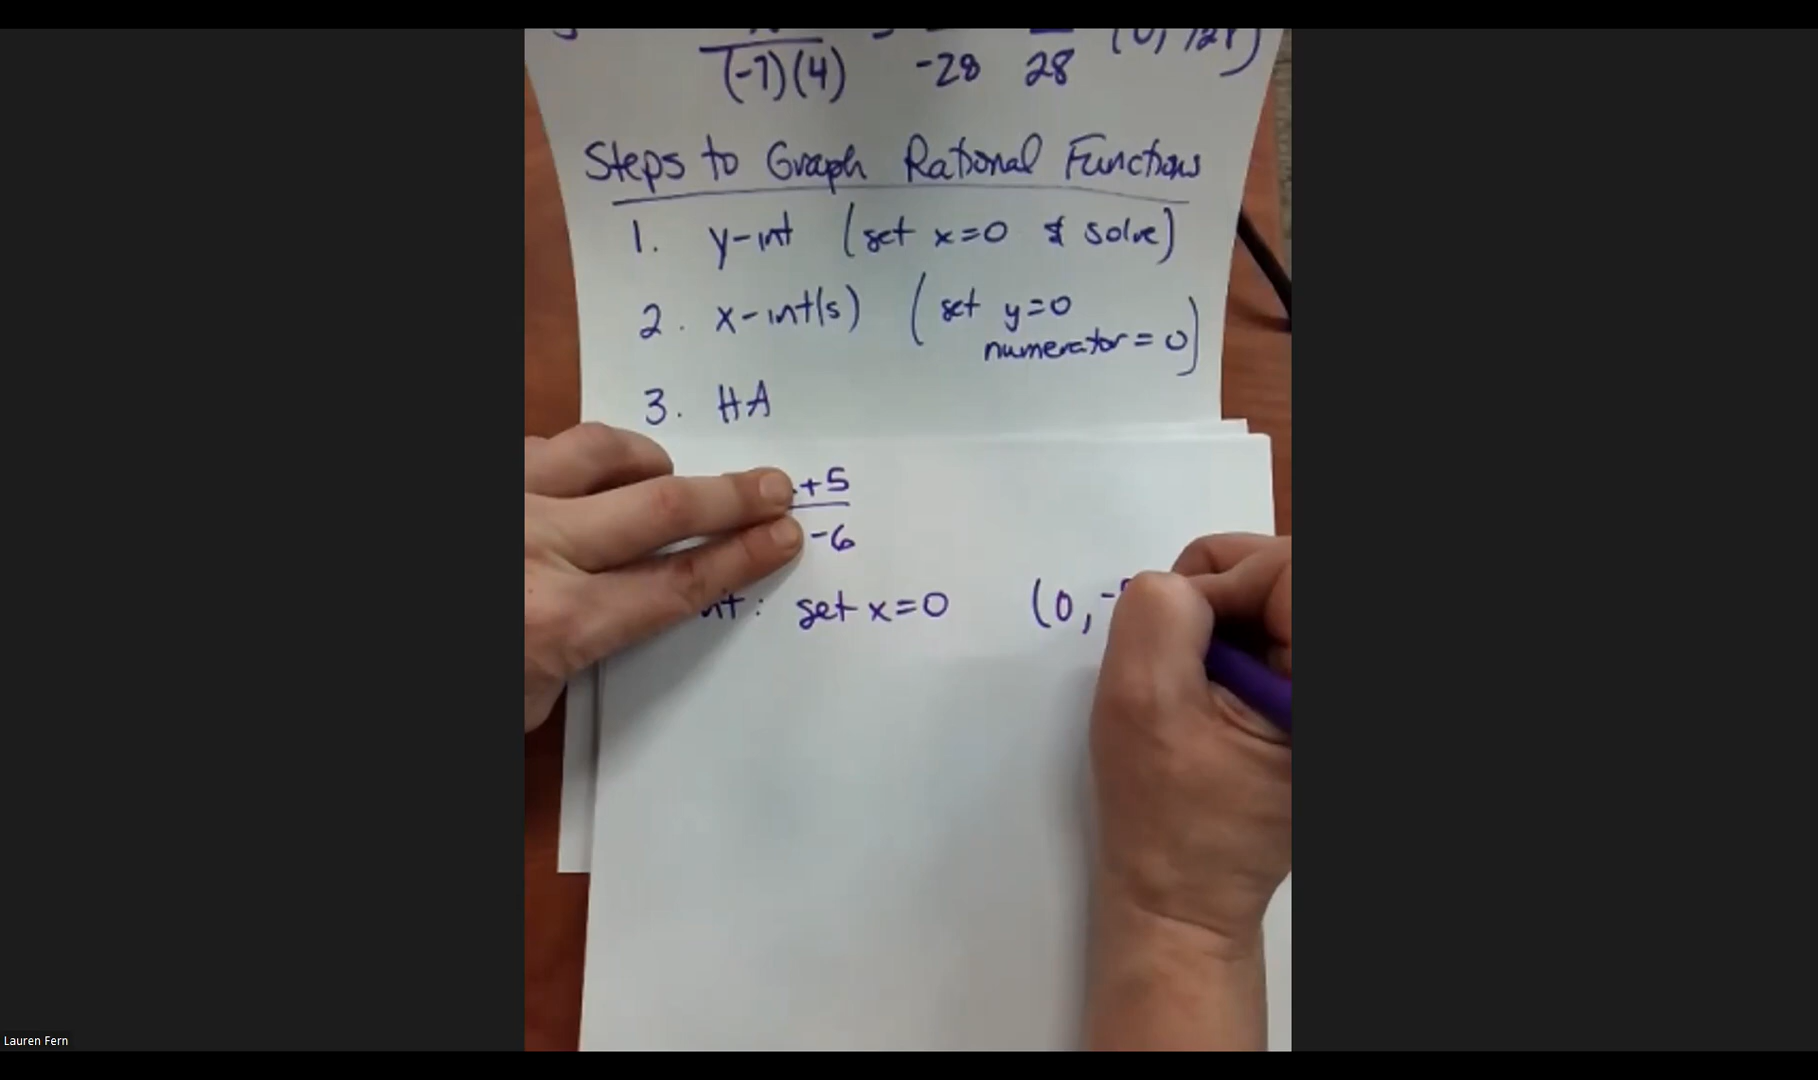 (-7)(4) -28 28 (0,
Steps to Graph Rational Functions
1. y-int (set x=0 & solve)
2. x-int(s) (set y=0
numerator = 0)
3. HA
+5
-6
set x=0 (0,-
Lauren Fern